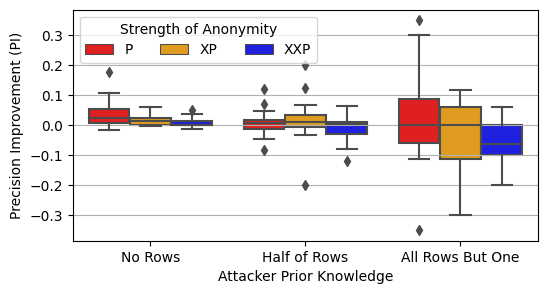 Strength of Anonymity
P XP XXP
Precision Improvement (PI)
0.3
0.2
0.1
0.0
−0.1
−0.2
−0.3
No Rows Half of Rows All Rows But One
Attacker Prior Knowledge